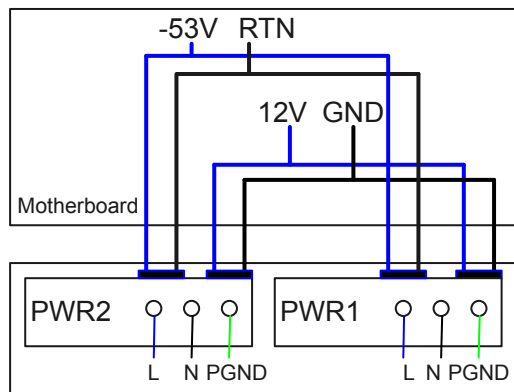 -53V RTN
12V GND
Motherboard
PWR2
PWR1
L N PGND
L N PGND